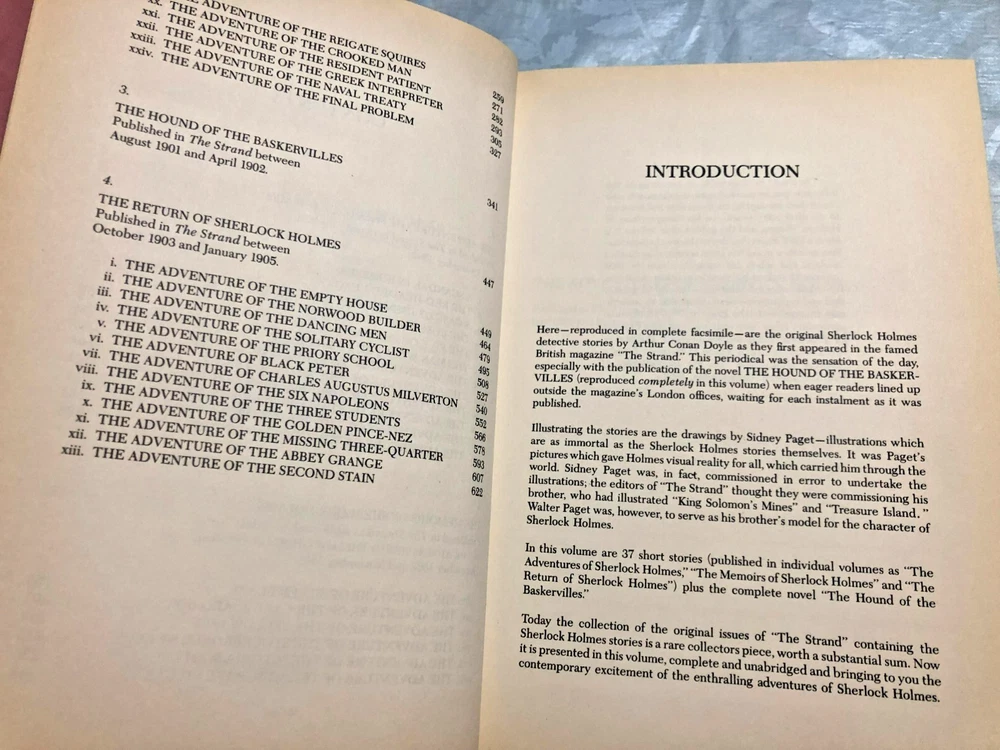 xx. THE ADVENTURE OF THE REIGATE SQUIRES 259
xxi. THE ADVENTURE OF THE CROOKED MAN 271
xxii. THE ADVENTURE OF THE RESIDENT PATIENT 282
xxiii. THE ADVENTURE OF THE GREEK INTERPRETER 293
xxiv. THE ADVENTURE OF THE NAVAL TREATY 305
THE ADVENTURE OF THE FINAL PROBLEM 327
3.
THE HOUND OF THE BASKERVILLES 341
Published in The Strand between
August 1901 and April 1902.
4.
THE RETURN OF SHERLOCK HOLMES 447
Published in The Strand between
October 1903 and January 1905.
i. THE ADVENTURE OF THE EMPTY HOUSE 449
ii. THE ADVENTURE OF THE NORWOOD BUILDER 464
iii. THE ADVENTURE OF THE DANCING MEN 479
iv. THE ADVENTURE OF THE SOLITARY CYCLIST 495
v. THE ADVENTURE OF THE PRIORY SCHOOL 508
vi. THE ADVENTURE OF BLACK PETER 527
vii. THE ADVENTURE OF CHARLES AUGUSTUS MILVERTON 540
viii. THE ADVENTURE OF THE SIX NAPOLEONS 552
ix. THE ADVENTURE OF THE THREE STUDENTS 566
x. THE ADVENTURE OF THE GOLDEN PINCE-NEZ 578
xi. THE ADVENTURE OF THE MISSING THREE-QUARTER 593
xii. THE ADVENTURE OF THE ABBEY GRANGE 607
xiii. THE ADVENTURE OF THE SECOND STAIN 622
INTRODUCTION
Here—reproduced in complete facsimile—are the original Sherlock Holmes
detective stories by Arthur Conan Doyle as they first appeared in the famed
British magazine "The Strand." This periodical was the sensation of the day,
especially with the publication of the novel THE HOUND OF THE BASKER-
VILLES (reproduced completely in this volume) when eager readers lined up
outside the magazine's London offices, waiting for each instalment as it was
published.
Illustrating the stories are the drawings by Sidney Paget—illustrations which
are as immortal as the Sherlock Holmes stories themselves. It was Paget's
pictures which gave Holmes visual reality for all, which carried him through the
world. Sidney Paget was, in fact, commissioned in error to undertake the
illustrations; the editors of "The Strand" thought they were commissioning his
brother, who had illustrated "King Solomon's Mines" and "Treasure Island."
Walter Paget was, however, to serve as his brother's model for the character of
Sherlock Holmes.
In this volume are 37 short stories (published in individual volumes as "The
Adventures of Sherlock Holmes," "The Memoirs of Sherlock Holmes" and "The
Return of Sherlock Holmes") plus the complete novel "The Hound of the
Baskervilles."
Today the collection of the original issues of "The Strand" containing the
Sherlock Holmes stories is a rare collectors piece, worth a substantial sum. Now
it is presented in this volume, complete and unabridged and bringing to you the
contemporary excitement of the enthralling adventures of Sherlock Holmes.